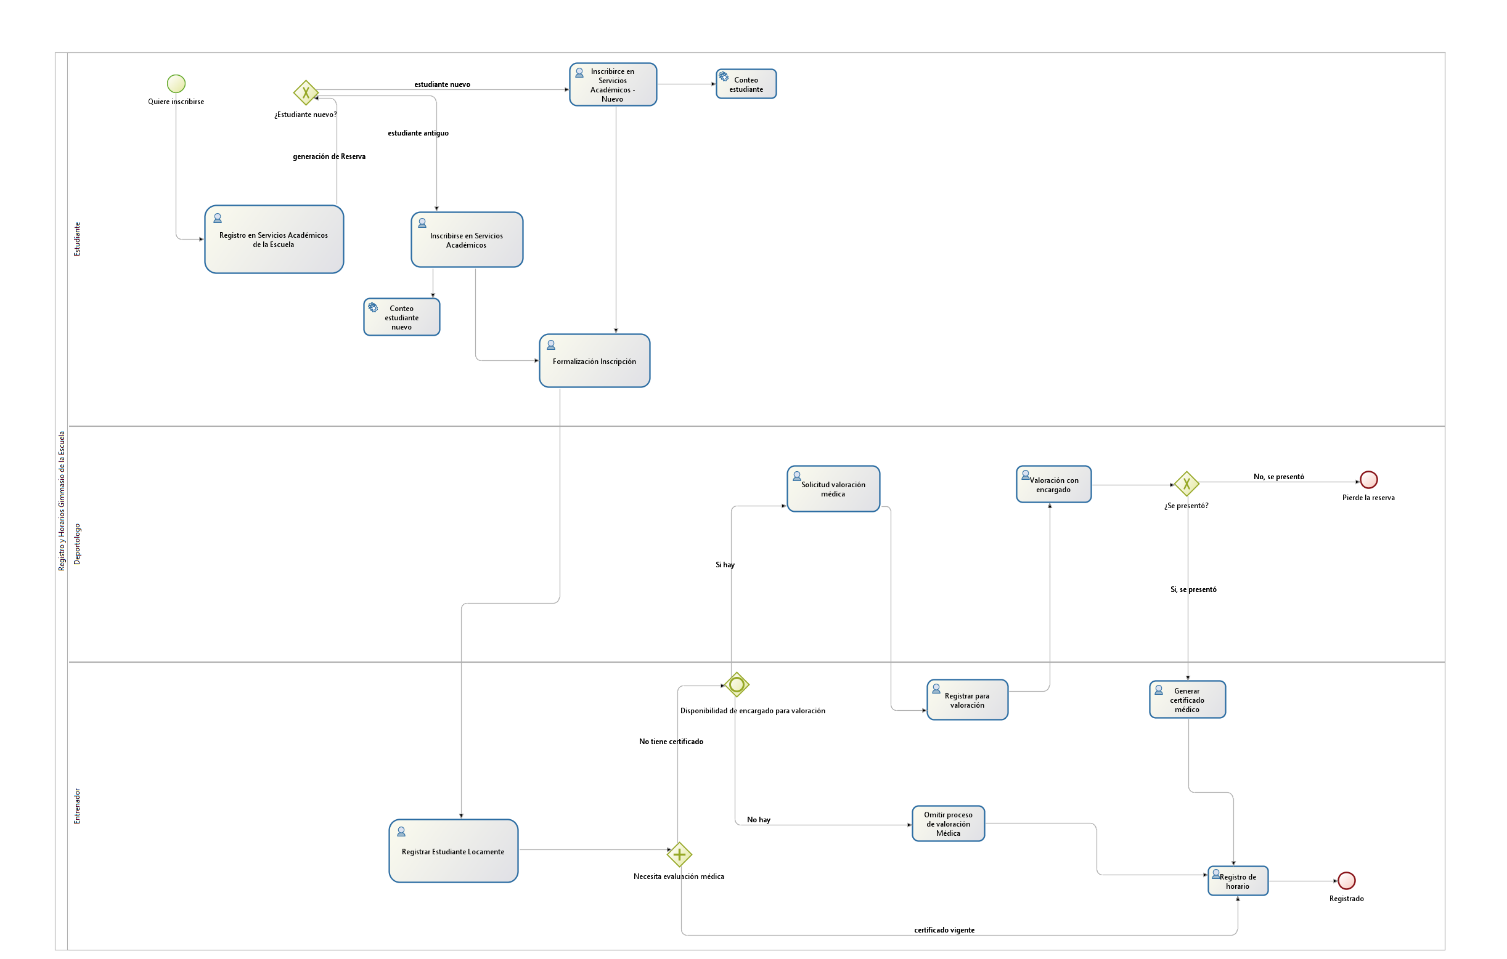 Registro y Horarios Gimnasio de la Escuela
Estudiante
Quiere inscribirse
¿Estudiante nuevo?
estudiante nuevo
Inscribirce en
Servicios
Académicos -
Nuevo
Conteo
estudiante
estudiante antiguo
generación de Reserva
Registro en Servicios Académicos
de la Escuela
Inscribirse en Servicios
Académicos
Conteo
estudiante
nuevo
Formalización Inscripción
Deportologo
Solicitud valoración
médica
Valoración con
encargado
¿Se presentó?
No, se presentó
Pierde la reserva
Si hay
Si, se presentó
Entrenador
Disponibilidad de encargado para valoración
Registrar para
valoración
Generar
certificado
médico
No tiene certificado
No hay
Omitir proceso
de valoración
Médica
Registrar Estudiante Locamente
Necesita evaluación médica
Registro de
horario
Registrado
certificado vigente